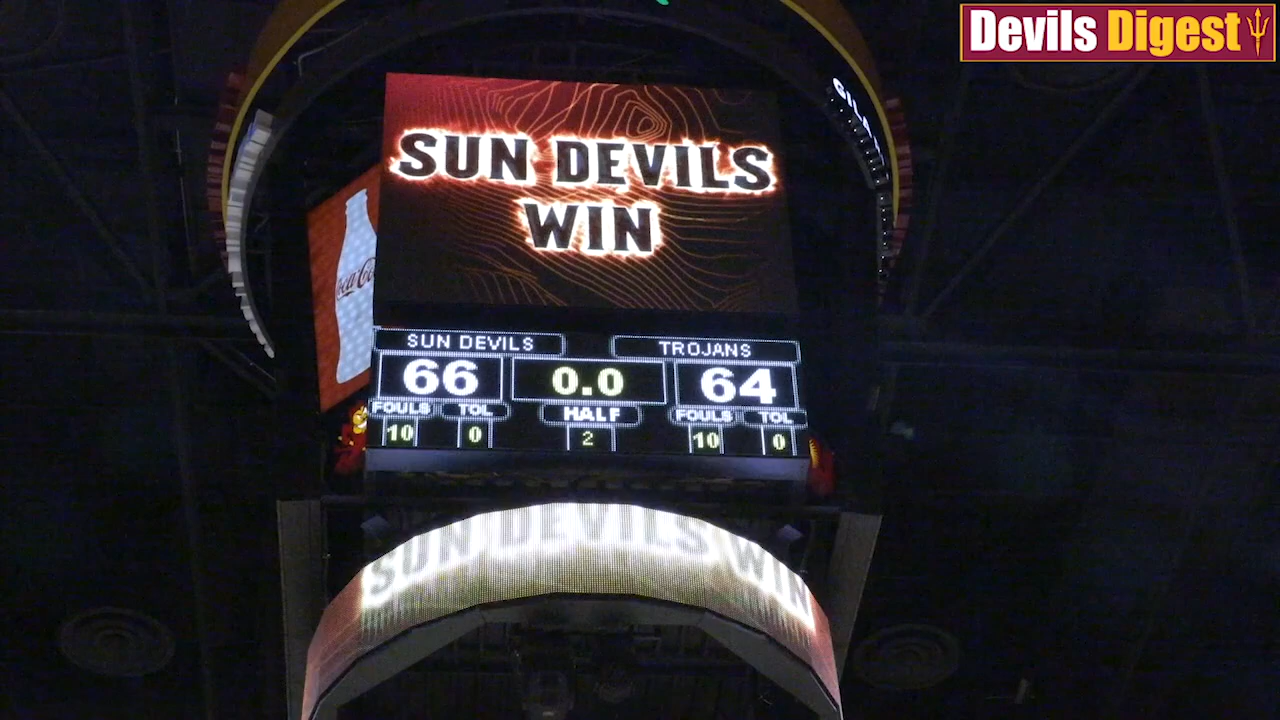 Devils Digest
SUN DEVILS
WIN
SUN DEVILS
TROJANS
66
0.0
64
FOULS
TOL
HALF
FOULS
TOL
10
0
2
10
0
SUN DEVILS WIN